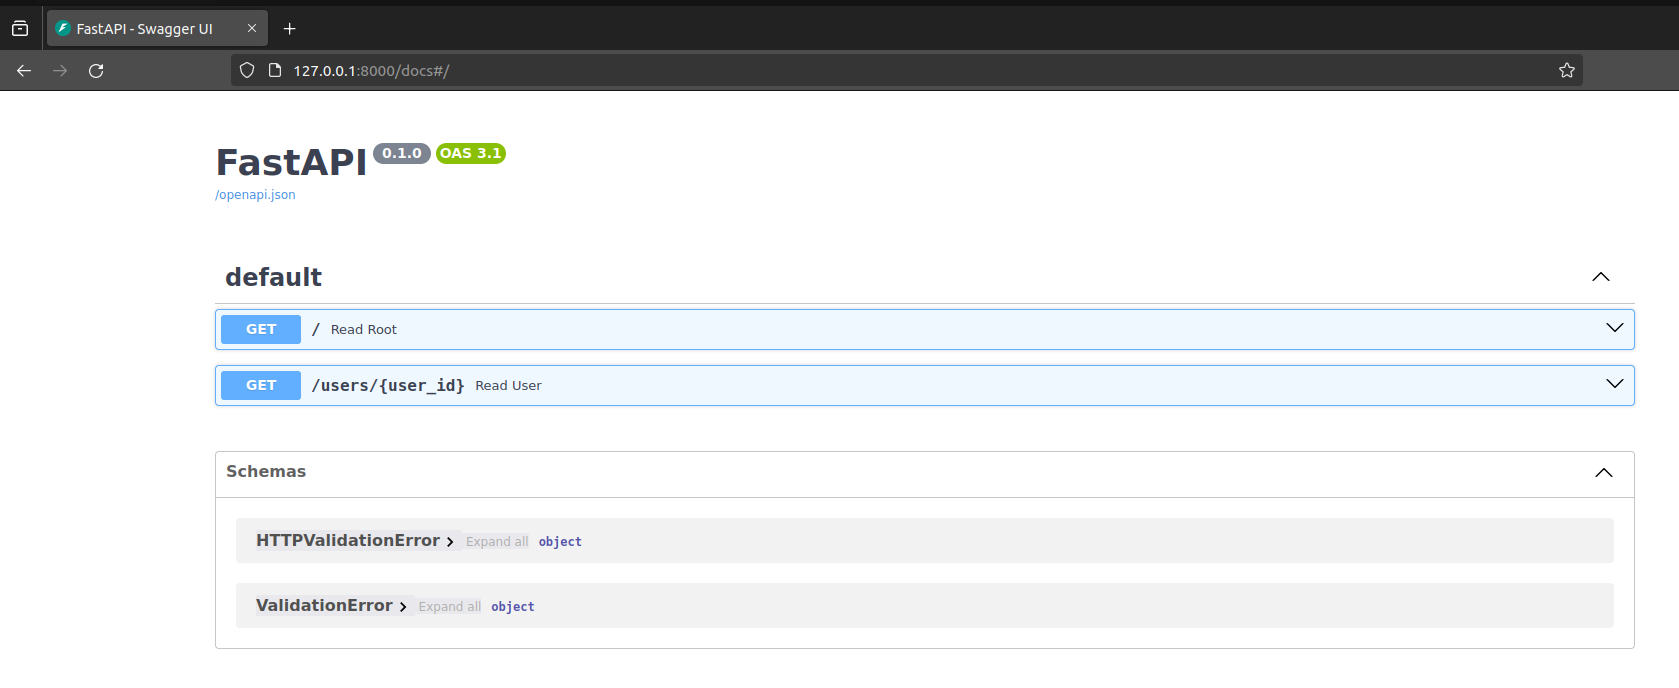 FastAPI - Swagger UI
127.0.0.1:8000/docs#/
FastAPI 0.1.0 OAS 3.1
/openapi.json
default
GET / Read Root
GET /users/{user_id} Read User
Schemas
HTTPValidationError Expand all object
ValidationError Expand all object